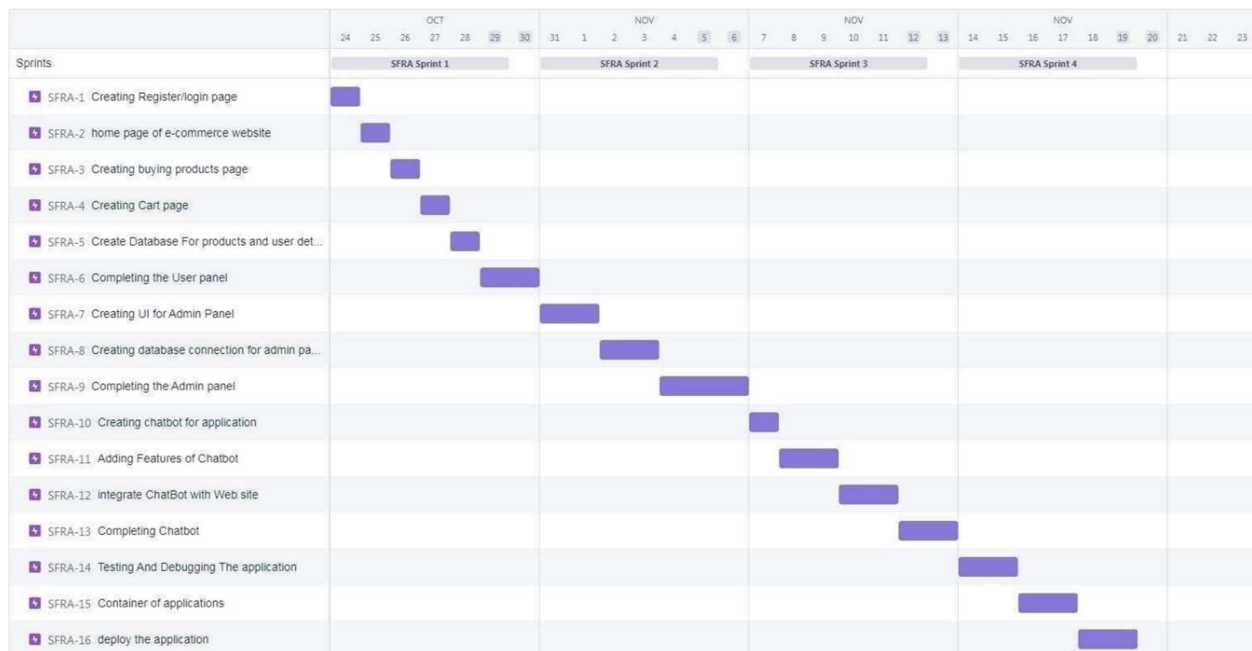 OCT NOV NOV NOV
24 25 26 27 28 29 30 31 1 2 3 4 5 6 7 8 9 10 11 12 13 14 15 16 17 18 19 20 21 22 23
Sprints SFRA Sprint 1 SFRA Sprint 2 SFRA Sprint 3 SFRA Sprint 4
SFRA-1 Creating Register/login page
SFRA-2 home page of e-commerce website
SFRA-3 Creating buying products page
SFRA-4 Creating Cart page
SFRA-5 Create Database For products and user det...
SFRA-6 Completing the User panel
SFRA-7 Creating UI for Admin Panel
SFRA-8 Creating database connection for admin pa...
SFRA-9 Completing the Admin panel
SFRA-10 Creating chatbot for application
SFRA-11 Adding Features of Chatbot
SFRA-12 integrate ChatBot with Web site
SFRA-13 Completing Chatbot
SFRA-14 Testing And Debugging The application
SFRA-15 Container of applications
SFRA-16 deploy the application